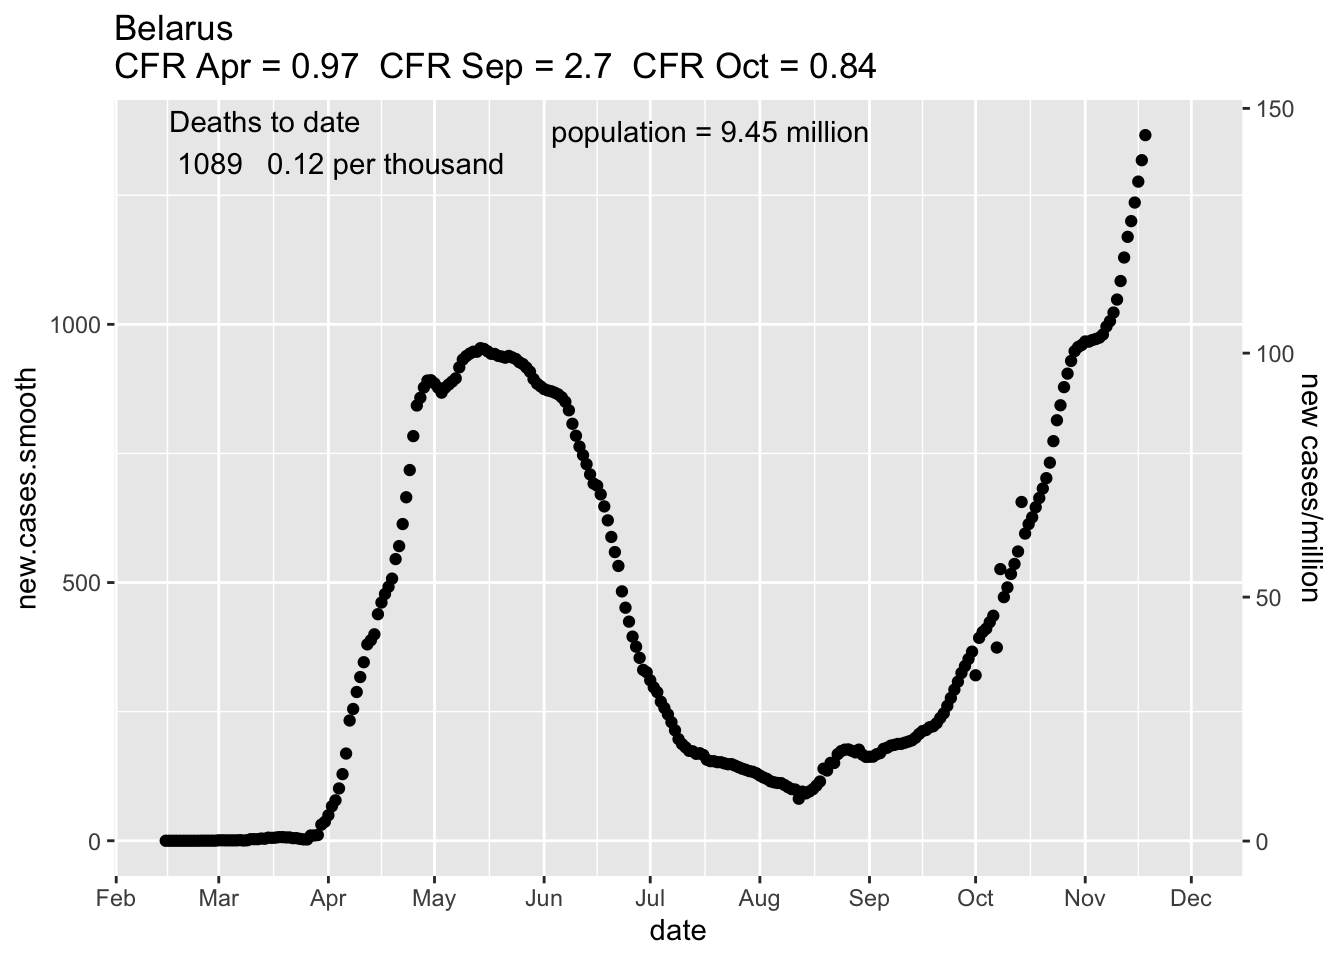 Belarus
CFR Apr = 0.97  CFR Sep = 2.7  CFR Oct = 0.84
Deaths to date
1089   0.12 per thousand
population = 9.45 million
new.cases.smooth
1000
500
0
150
100
50
0
new cases/million
Feb Mar Apr May Jun Jul Aug Sep Oct Nov Dec
date